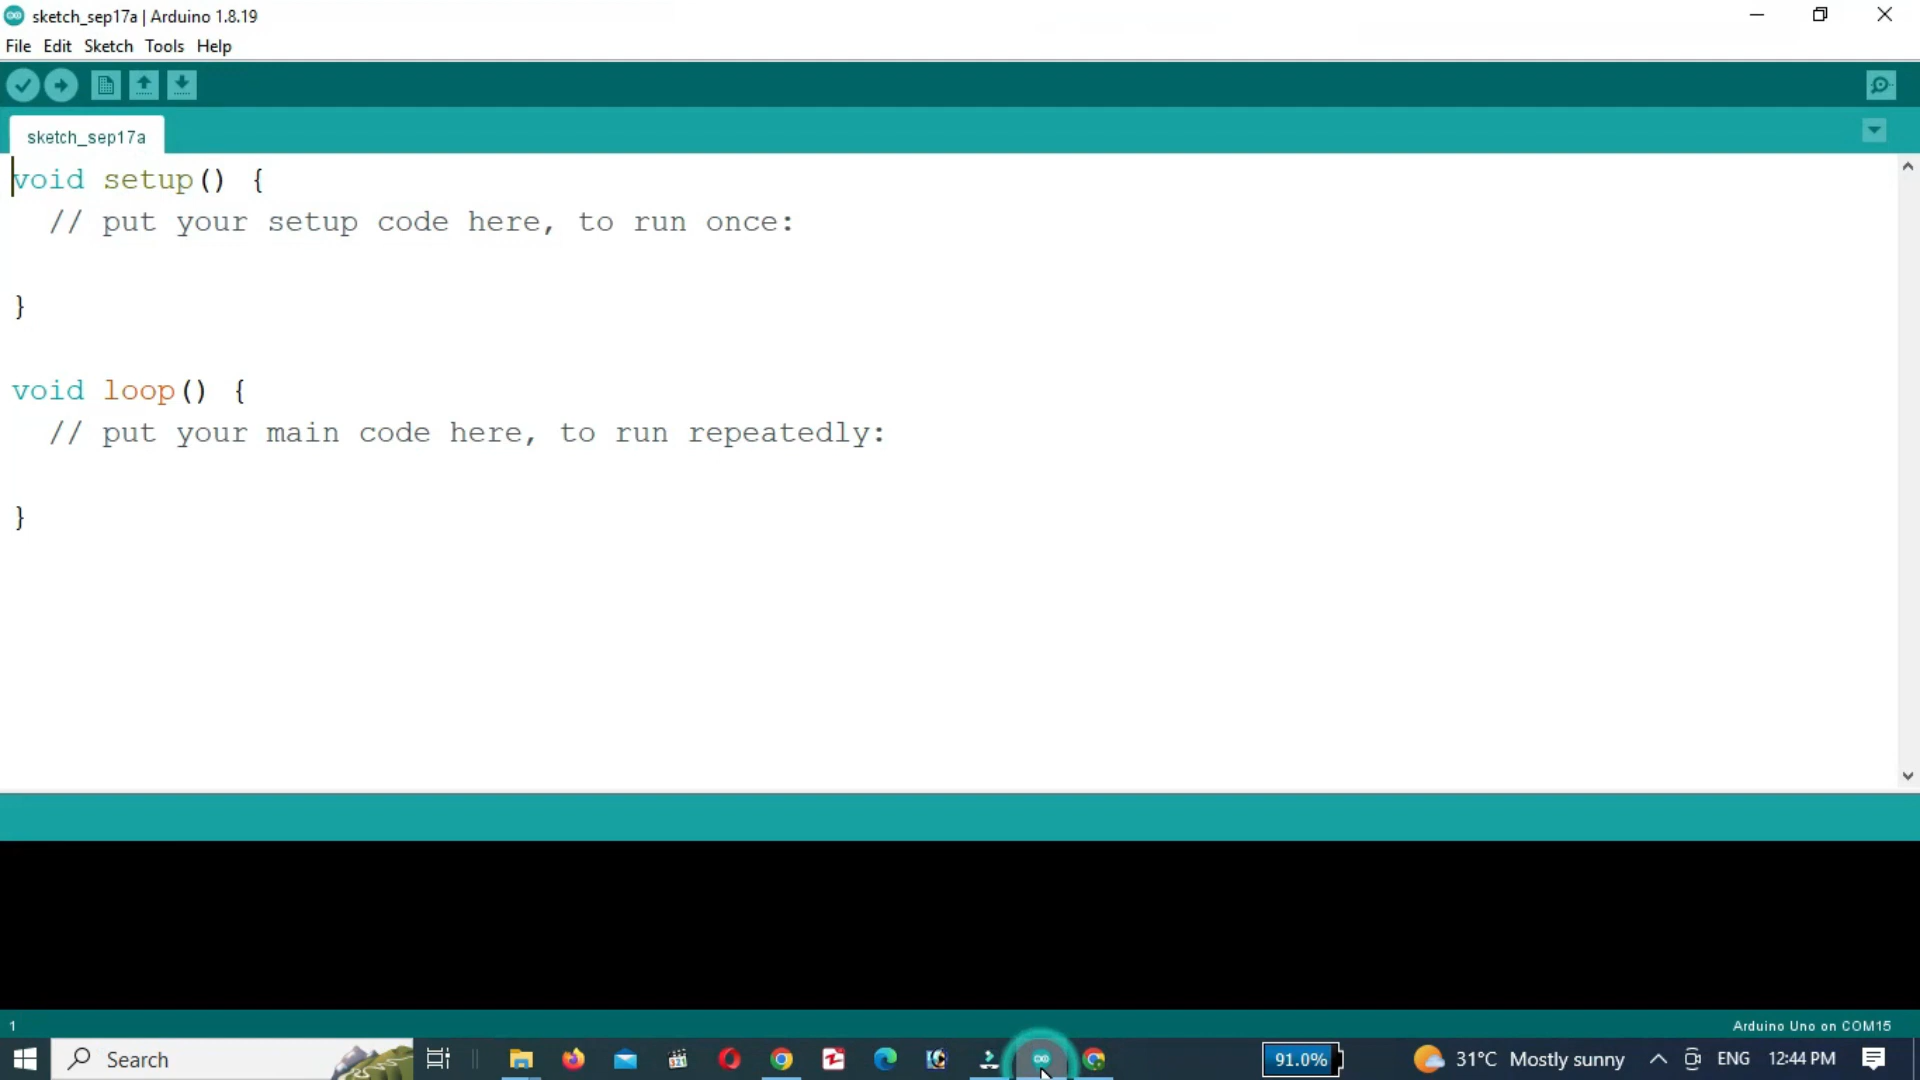 sketch_sep17a | Arduino 1.8.19
File Edit Sketch Tools Help
sketch_sep17a
void setup() {
  // put your setup code here, to run once:
}
void loop() {
  // put your main code here, to run repeatedly:
}
1
Arduino Uno on COM15
Search
321
91.0%
31°C Mostly sunny
ENG
12:44 PM